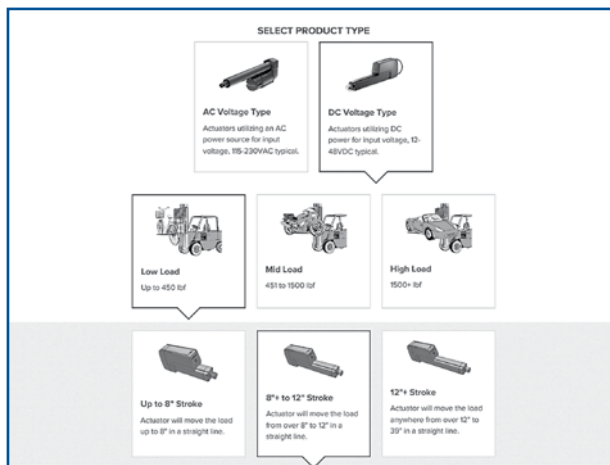 SELECT PRODUCT TYPE
AC Voltage Type
Actuators utilizing an AC
power source for input
voltage, 115-230VAC typical.
DC Voltage Type
Actuators utilizing DC
power for input voltage, 12-
48VDC typical.
Low Load
Up to 450 lbf
Mid Load
451 to 1500 lbf
High Load
1500+ lbf
Up to 8" Stroke
Actuator will move the load
up to 8" in a straight line.
8"+ to 12" Stroke
Actuator will move the load
from over 8" to 12" in a
straight line.
12"+ Stroke
Actuator will move the load
anywhere from over 12" to
39" in a straight line.